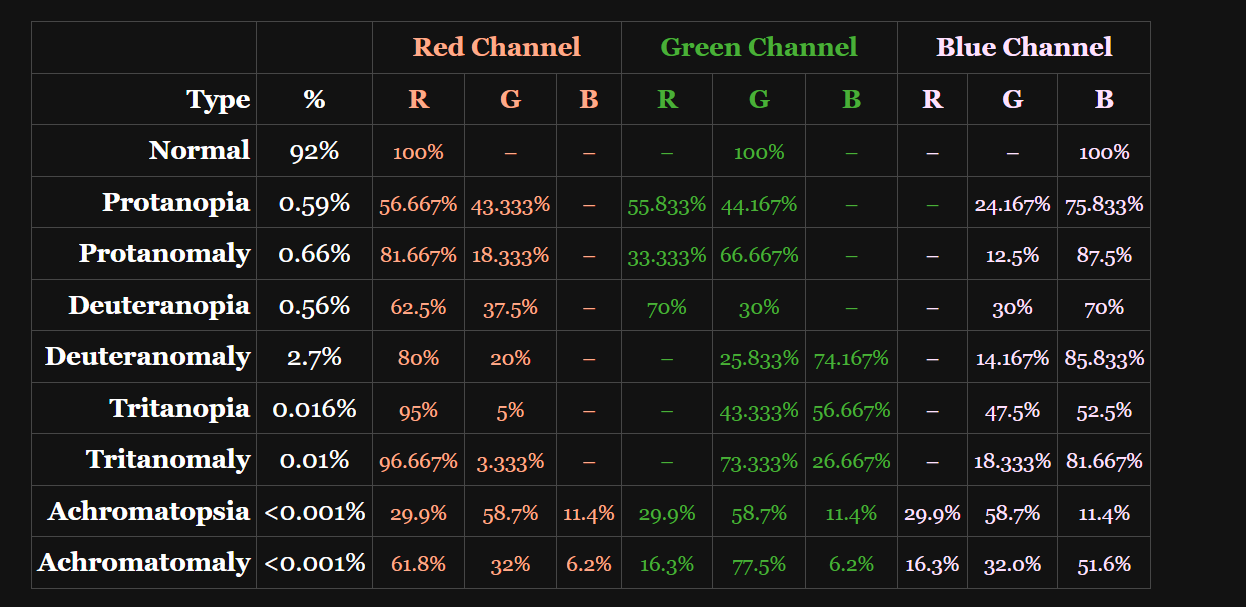 Red Channel Green Channel Blue Channel
Type % R G B R G B R G B
Normal 92% 100% – – – 100% – – – 100%
Protanopia 0.59% 56.667% 43.333% – 55.833% 44.167% – – 24.167% 75.833%
Protanomaly 0.66% 81.667% 18.333% – 33.333% 66.667% – – 12.5% 87.5%
Deuteranopia 0.56% 62.5% 37.5% – 70% 30% – – 30% 70%
Deuteranomaly 2.7% 80% 20% – – 25.833% 74.167% – 14.167% 85.833%
Tritanopia 0.016% 95% 5% – – 43.333% 56.667% – 47.5% 52.5%
Tritanomaly 0.01% 96.667% 3.333% – – 73.333% 26.667% – 18.333% 81.667%
Achromatopsia <0.001% 29.9% 58.7% 11.4% 29.9% 58.7% 11.4% 29.9% 58.7% 11.4%
Achromatomaly <0.001% 61.8% 32% 6.2% 16.3% 77.5% 6.2% 16.3% 32.0% 51.6%